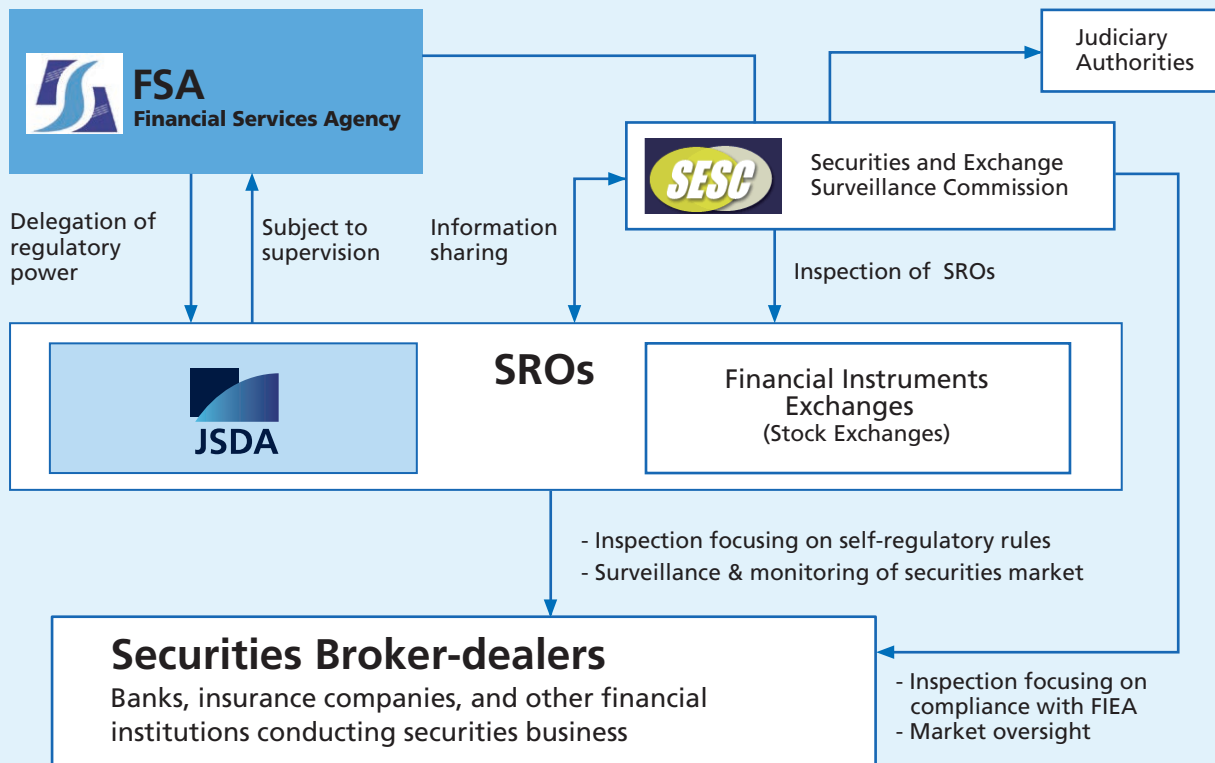 FSA
Financial Services Agency
Judiciary
Authorities
SESC
Securities and Exchange
Surveillance Commission
Delegation of
regulatory
power
Subject to
supervision
Information
sharing
Inspection of SROs
SROs
JSDA
Financial Instruments
Exchanges
(Stock Exchanges)
- Inspection focusing on self-regulatory rules
- Surveillance & monitoring of securities market
Securities Broker-dealers
Banks, insurance companies, and other financial
institutions conducting securities business
- Inspection focusing on
compliance with FIEA
- Market oversight